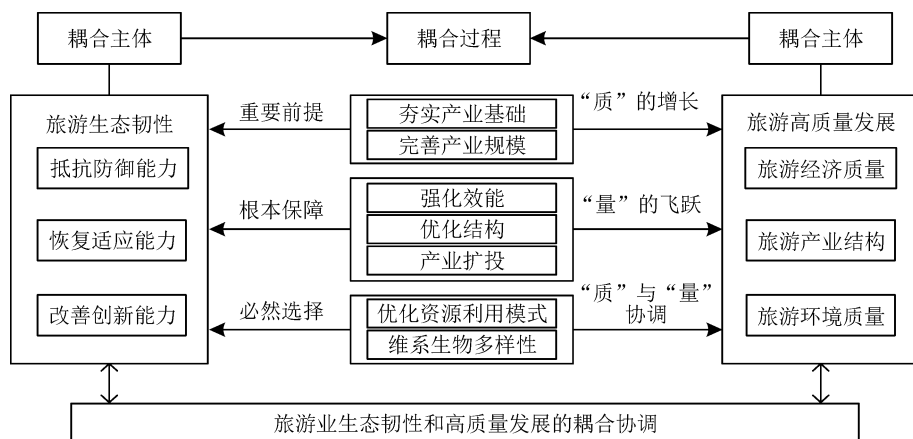 耦合主体
耦合过程
耦合主体
旅游生态韧性
抵抗防御能力
恢复适应能力
改善创新能力
重要前提
夯实产业基础
完善产业规模
“质”的增长
根本保障
强化效能
优化结构
产业扩投
“量”的飞跃
必然选择
优化资源利用模式
维系生物多样性
“质”与“量”
协调
旅游高质量发展
旅游经济质量
旅游产业结构
旅游环境质量
旅游业生态韧性和高质量发展的耦合协调